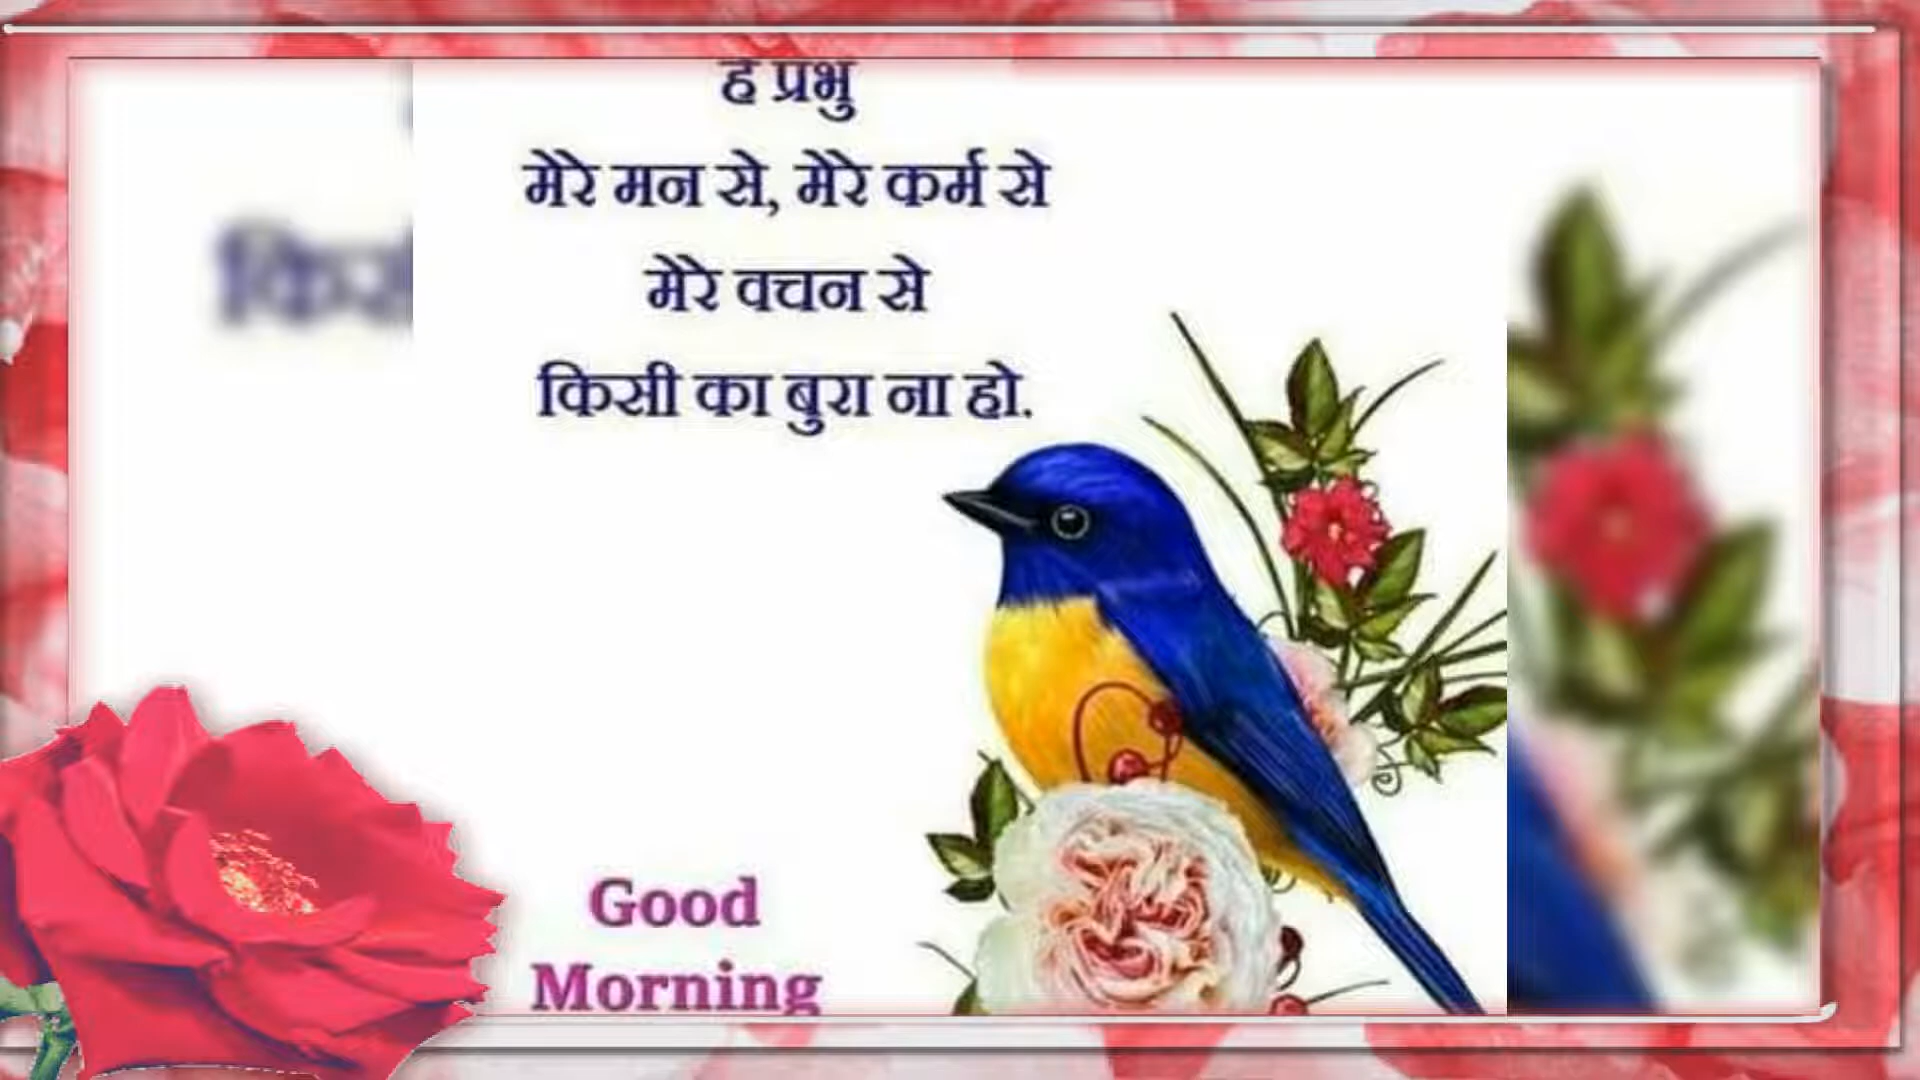 हे प्रभु
मेरे मन से, मेरे कर्म से
मेरे वचन से
किसी का बुरा ना हो.
Good
Morning